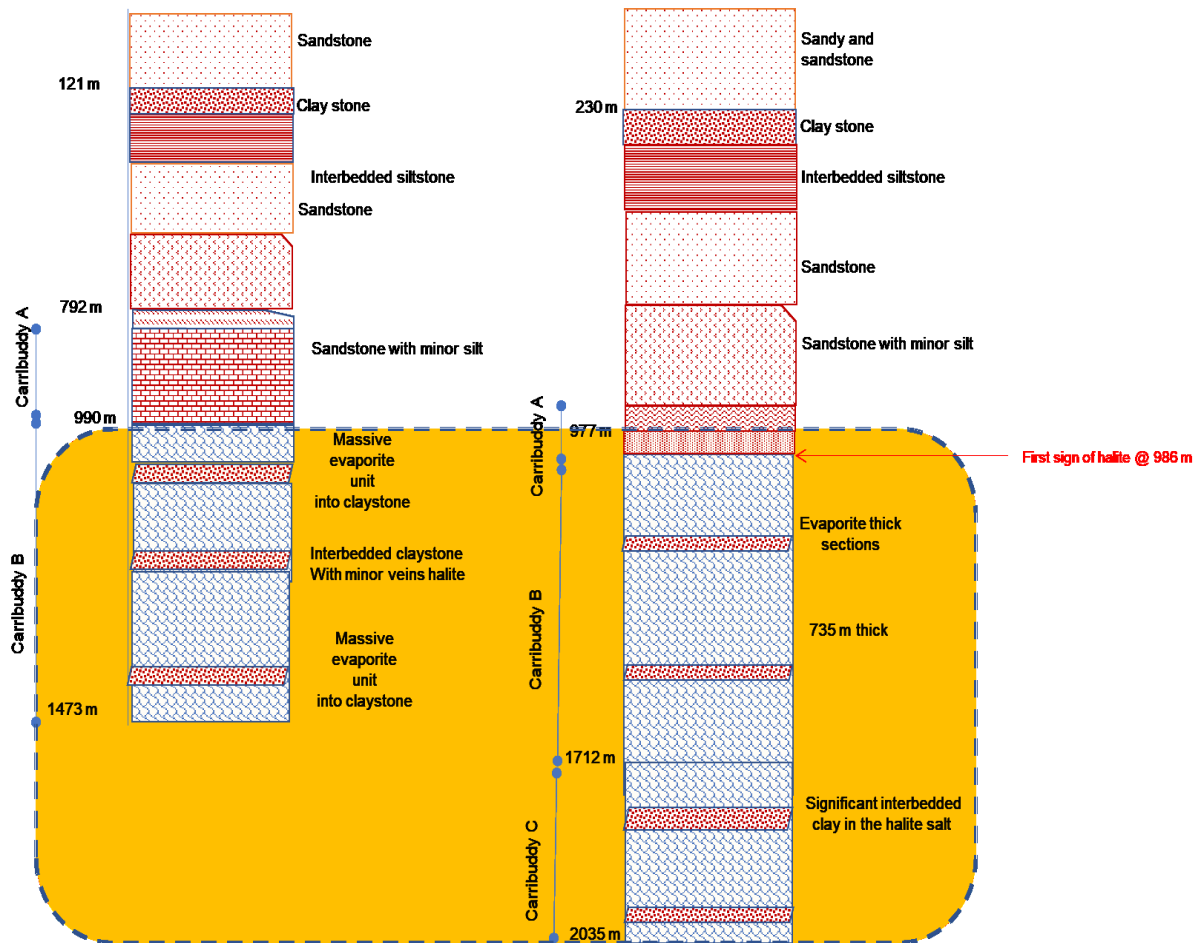 Sandstone
121 m
Clay stone
Interbedded siltstone
Sandstone
792 m
Carribuddy A
Sandstone with minor silt
990 m
Massive
evaporite
unit
into claystone
Interbedded claystone
With minor veins halite
Carribuddy B
Massive
evaporite
unit
into claystone
1473 m
Sandy and
sandstone
230 m
Clay stone
Interbedded siltstone
Sandstone
Sandstone with minor silt
Carribuddy A
977m
First sign of halite @ 986 m
Evaporite thick
sections
Carribuddy B
735 m thick
1712 m
Significant interbedded
clay in the halite salt
Carribuddy C
2035 m